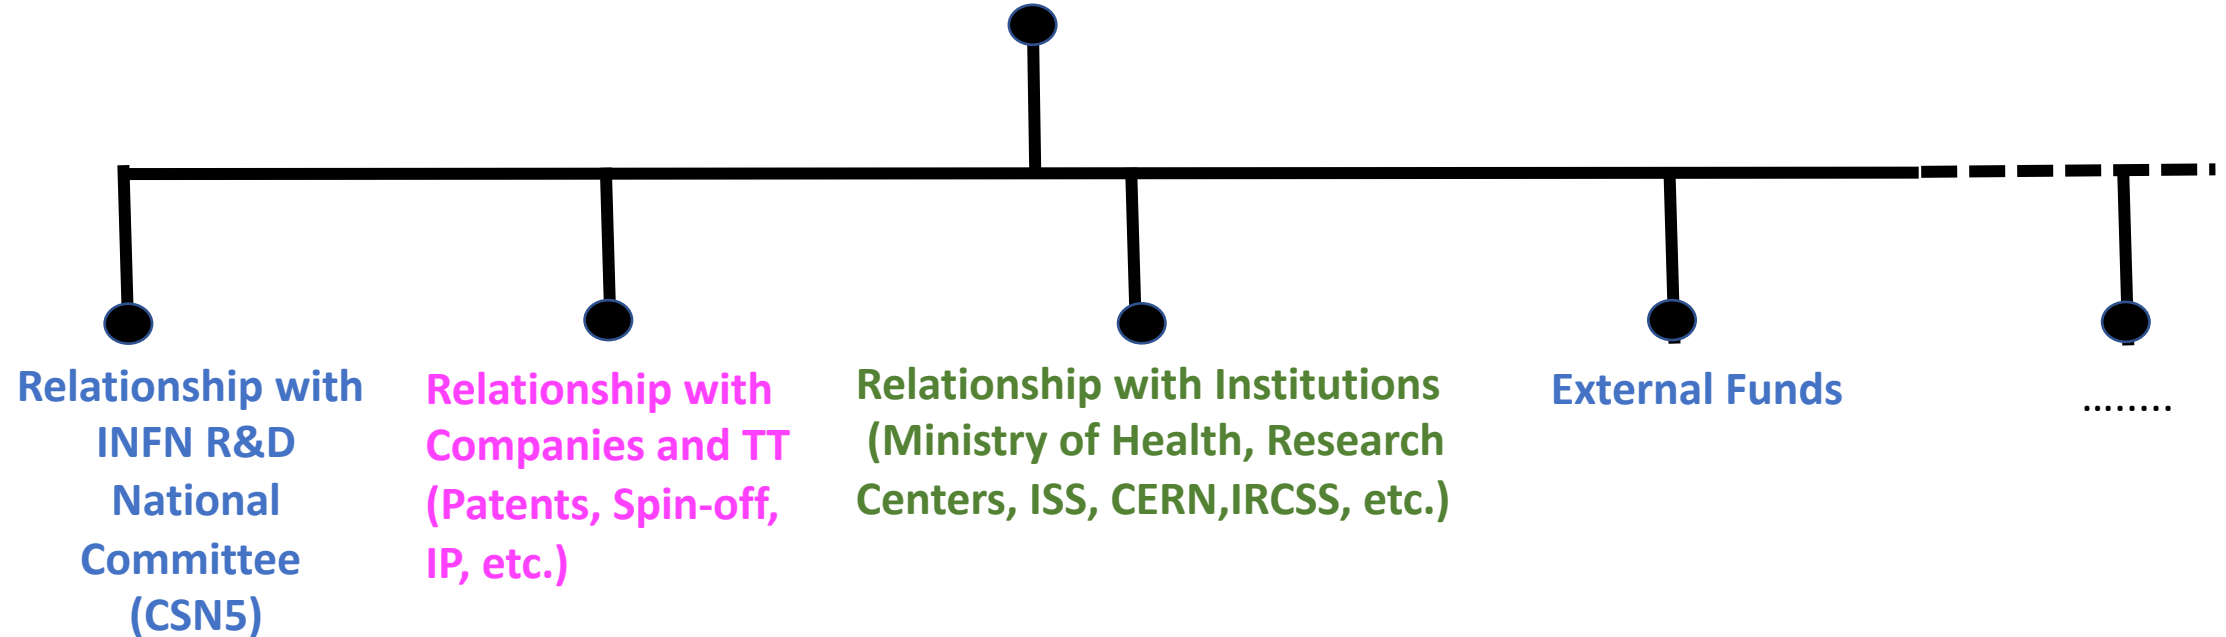 Relationship with
INFN R&D
National
Committee
(CSN5)
Relationship with
Companies and TT
(Patents, Spin-off,
IP, etc.)
Relationship with Institutions
(Ministry of Health, Research
Centers, ISS, CERN,IRCSS, etc.)
External Funds
........